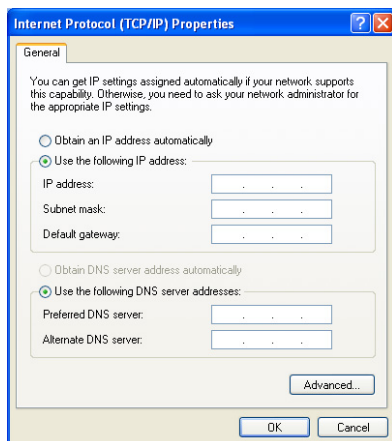 Internet Protocol (TCP/IP) Properties
General
You can get IP settings assigned automatically if your network supports
this capability. Otherwise, you need to ask your network administrator for
the appropriate IP settings.
Obtain an IP address automatically
Use the following IP address:
IP address:
Subnet mask:
Default gateway:
Obtain DNS server address automatically
Use the following DNS server addresses:
Preferred DNS server:
Alternate DNS server:
Advanced...
OK Cancel